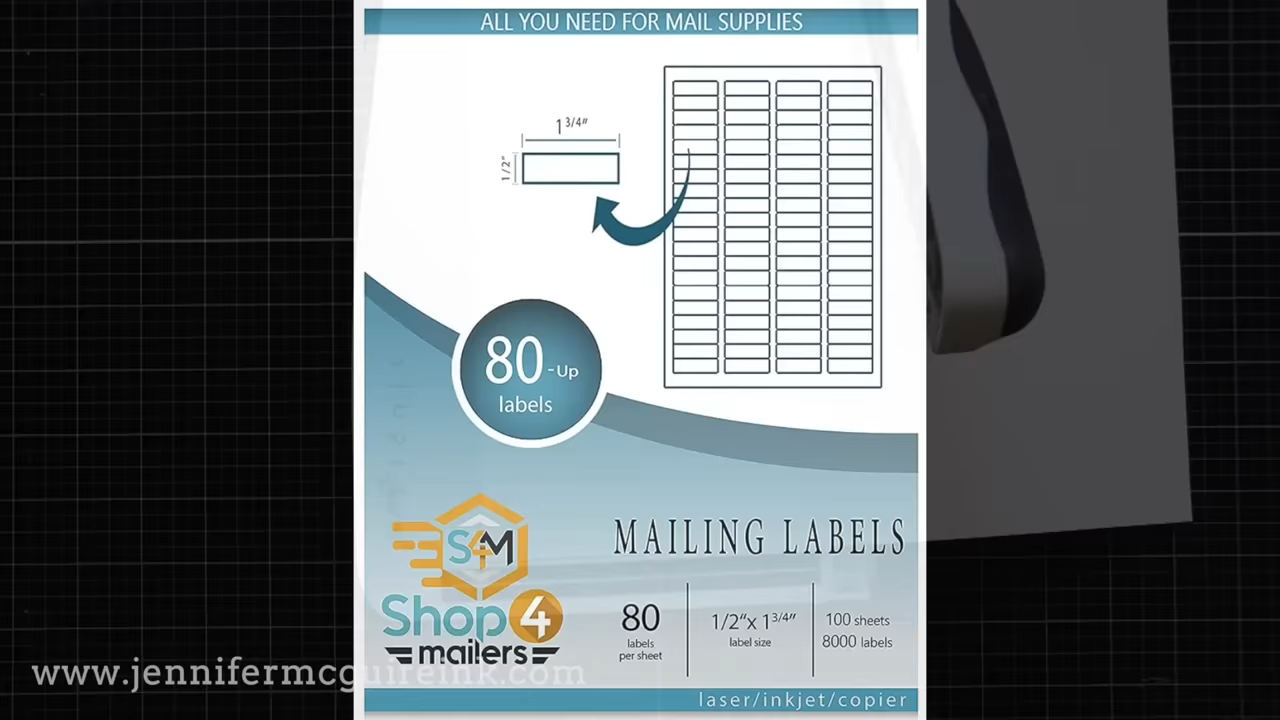 ALL YOU NEED FOR MAIL SUPPLIES
1 3/4"
1/2"
80 -Up
labels
S4M
Shop 4
mailers
MAILING LABELS
80
labels
per sheet
1/2"x 1 3/4"
label size
100 sheets
8000 labels
www.jennifermcguireink.com
laser/inkjet/copier